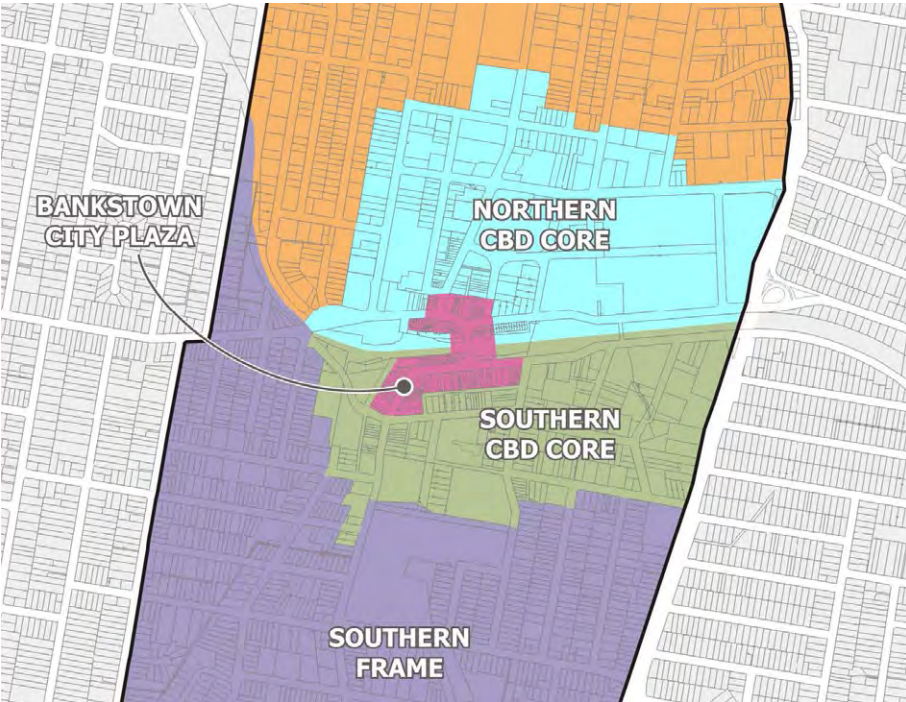 BANKSTOWN
CITY PLAZA
NORTHERN
CBD CORE
SOUTHERN
CBD CORE
SOUTHERN
FRAME